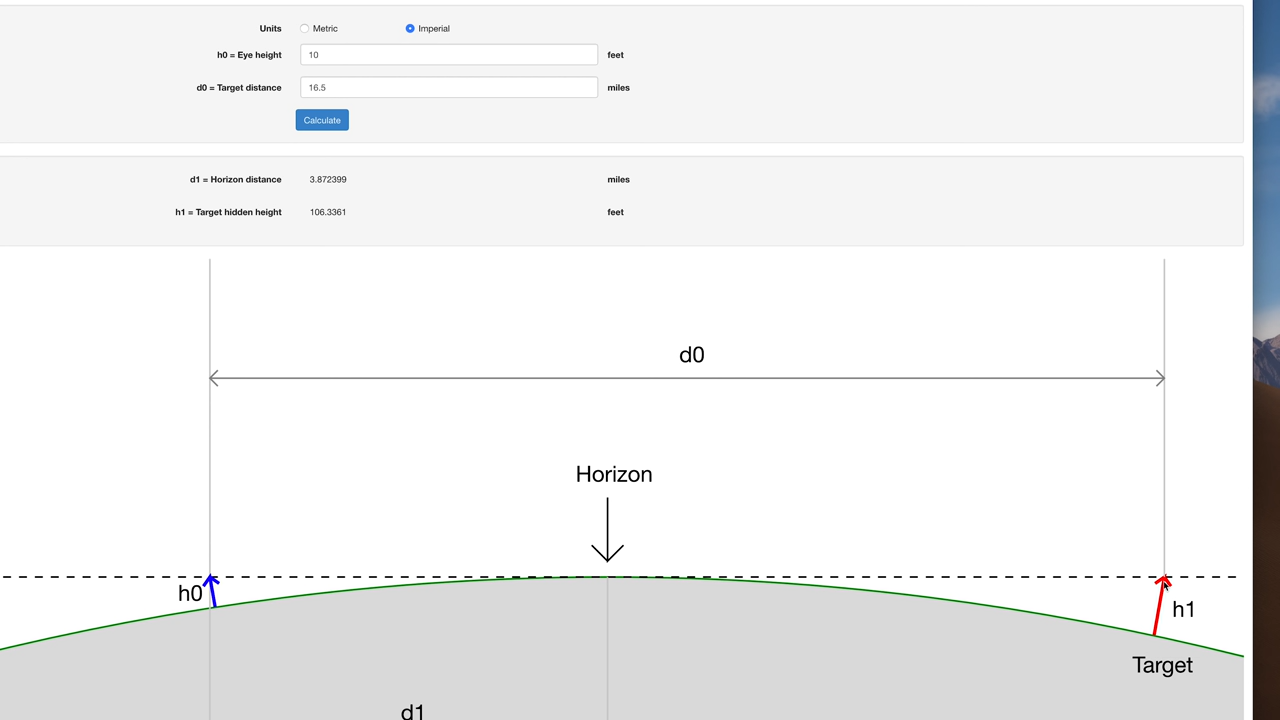 Units Metric Imperial
h0 = Eye height 10 feet
d0 = Target distance 16.5 miles
Calculate
d1 = Horizon distance 3.872399 miles
h1 = Target hidden height 106.3361 feet
d0
Horizon
h0
h1
Target
d1